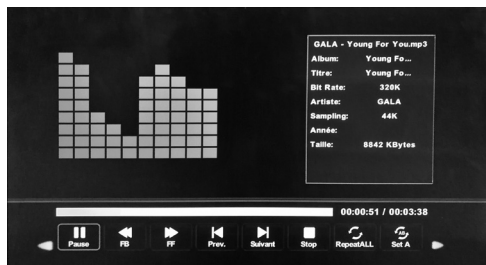 GALA - Young For You.mp3
Album: Young Fo...
Titre: Young Fo...
Bit Rate: 320K
Artiste: GALA
Sampling: 44K
Année:
Taille: 8842 KBytes
00:00:51 / 00:03:38
Pause FB FF Prev. Suivant Stop RepeatALL Set A